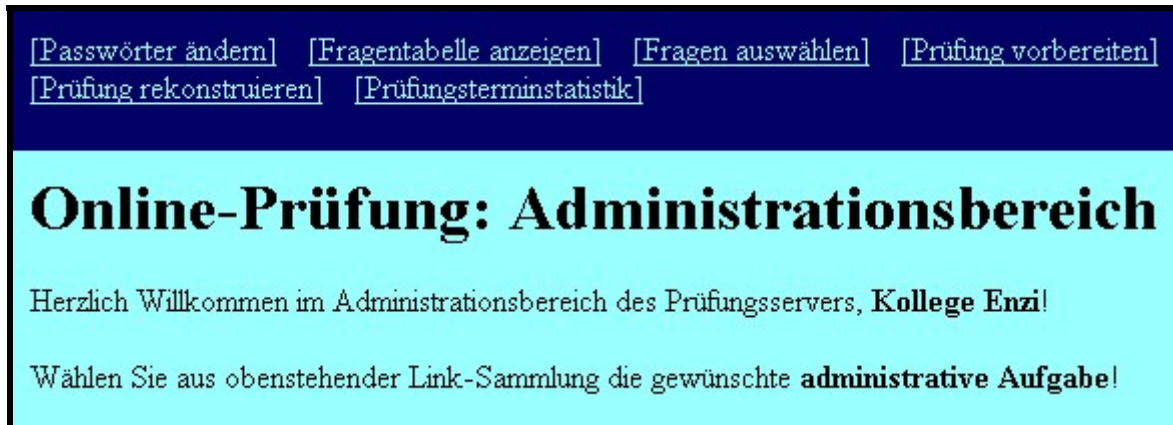 [Passwörter ändern] [Fragentabelle anzeigen] [Fragen auswählen] [Prüfung vorbereiten]
[Prüfung rekonstruieren] [Prüfungsterminstatistik]
Online-Prüfung: Administrationsbereich
Herzlich Willkommen im Administrationsbereich des Prüfungsservers, Kollege Enzi!
Wählen Sie aus obenstehender Link-Sammlung die gewünschte administrative Aufgabe!